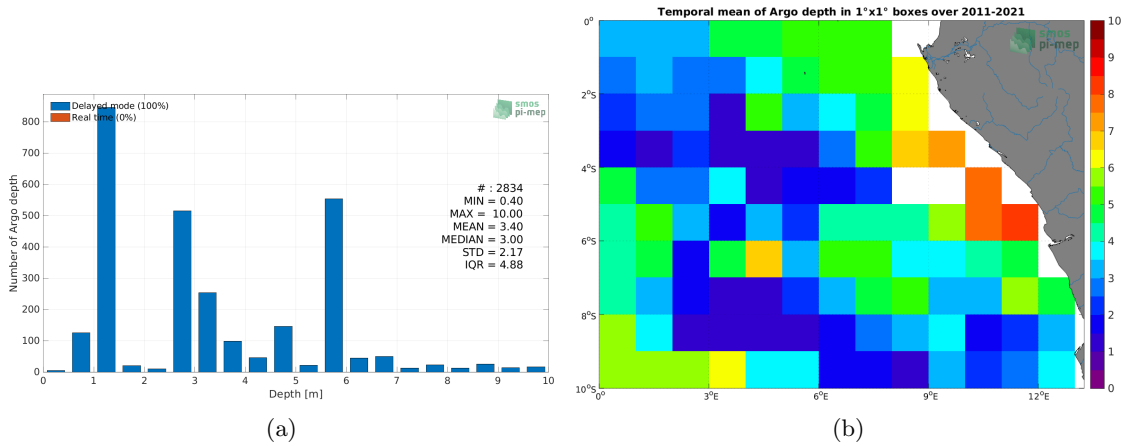 Delayed mode (100%)
Real time (0%)
smos
pi-mep
# : 2834
MIN = 0.40
MAX = 10.00
MEAN = 3.40
MEDIAN = 3.00
STD = 2.17
IQR = 4.88
Number of Argo depth
800
700
600
500
400
300
200
100
0
0 1 2 3 4 5 6 7 8 9 10
Depth [m]
(a)
Temporal mean of Argo depth in 1°x1° boxes over 2011-2021
smos
pi-mep
0°
2°S
4°S
6°S
8°S
10°S
0° 3°E 6°E 9°E 12°E
10
9
8
7
6
5
4
3
2
1
0
(b)